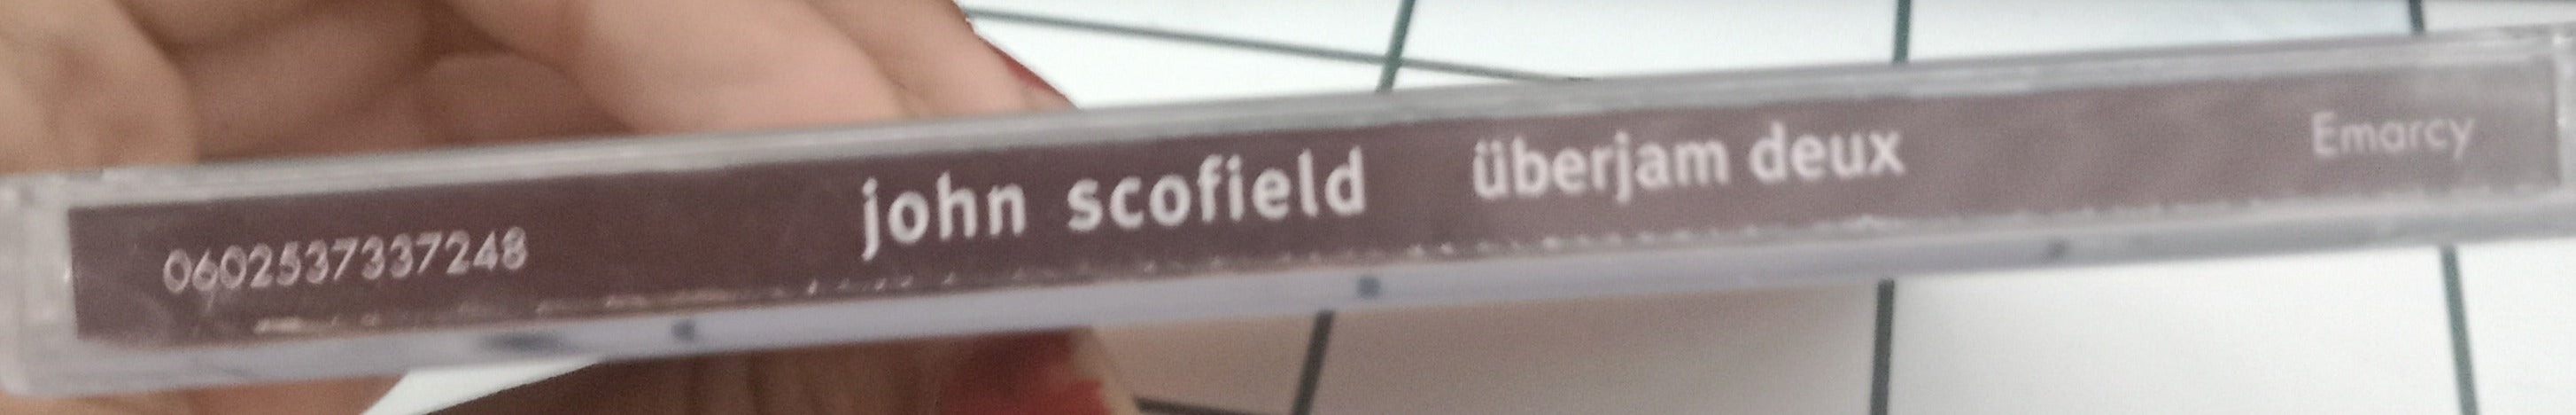 0602537337248 john scofield überjam deux Emarcy